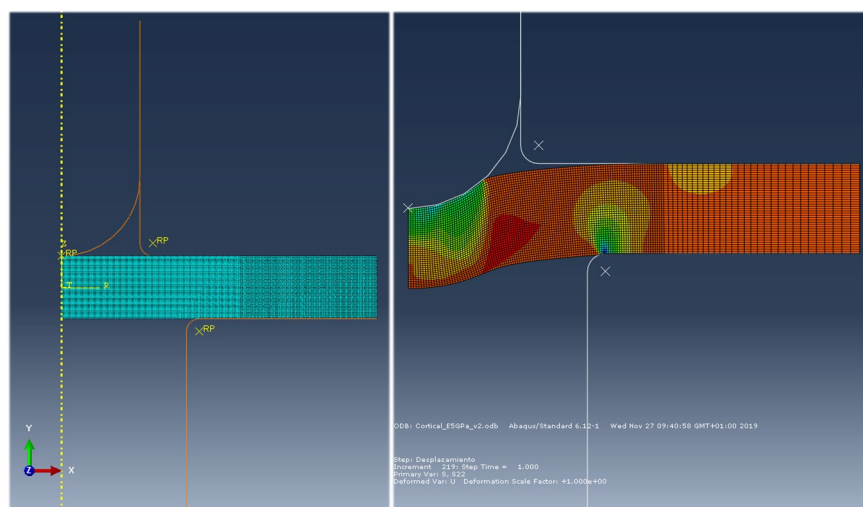 RP
RP
T
R
RP
Y
Z
X
ODB: Cortical_E5GPa_v2.odb Abaqus/Standard 6.12-1 Wed Nov 27 09:40:58 GMT+01:00 2019
Step: Desplazamiento
Increment 219: Step Time = 1.000
Primary Var: S, S22
Deformed Var: U Deformation Scale Factor: +1.000e+00